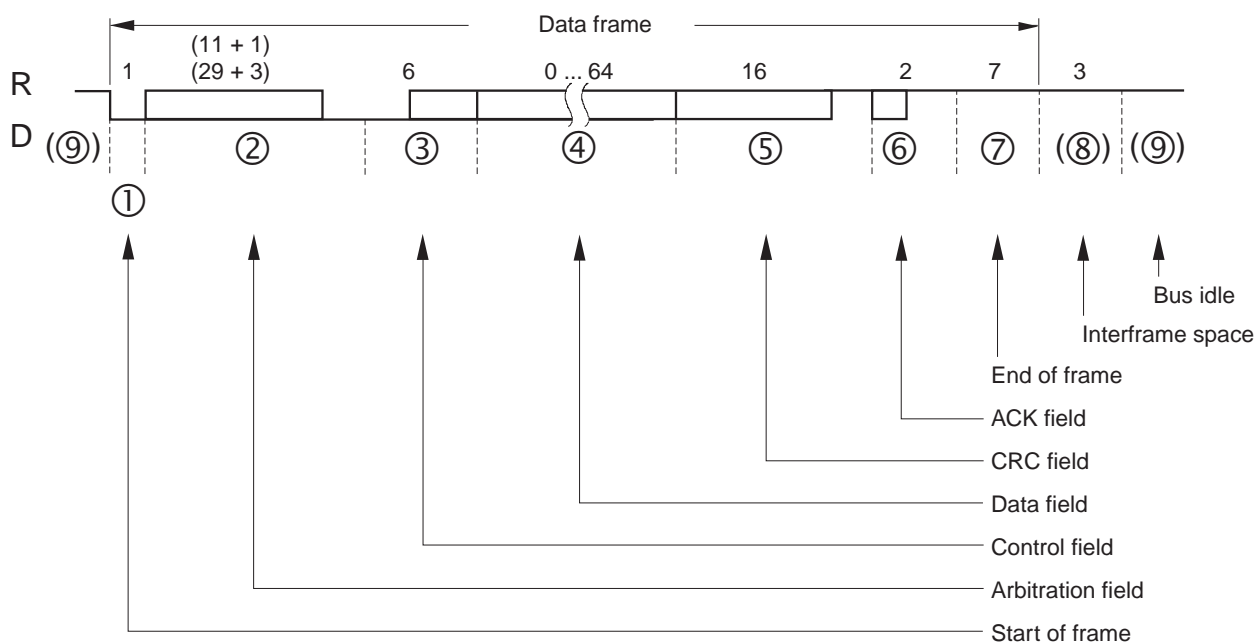 Data frame
(11 + 1)
1 (29 + 3) 6 0 ... 64 16 2 7 3
R
D (⑨) ② ③ ④ ⑤ ⑥ ⑦ (⑧) (⑨)
①
Bus idle
Interframe space
End of frame
ACK field
CRC field
Data field
Control field
Arbitration field
Start of frame